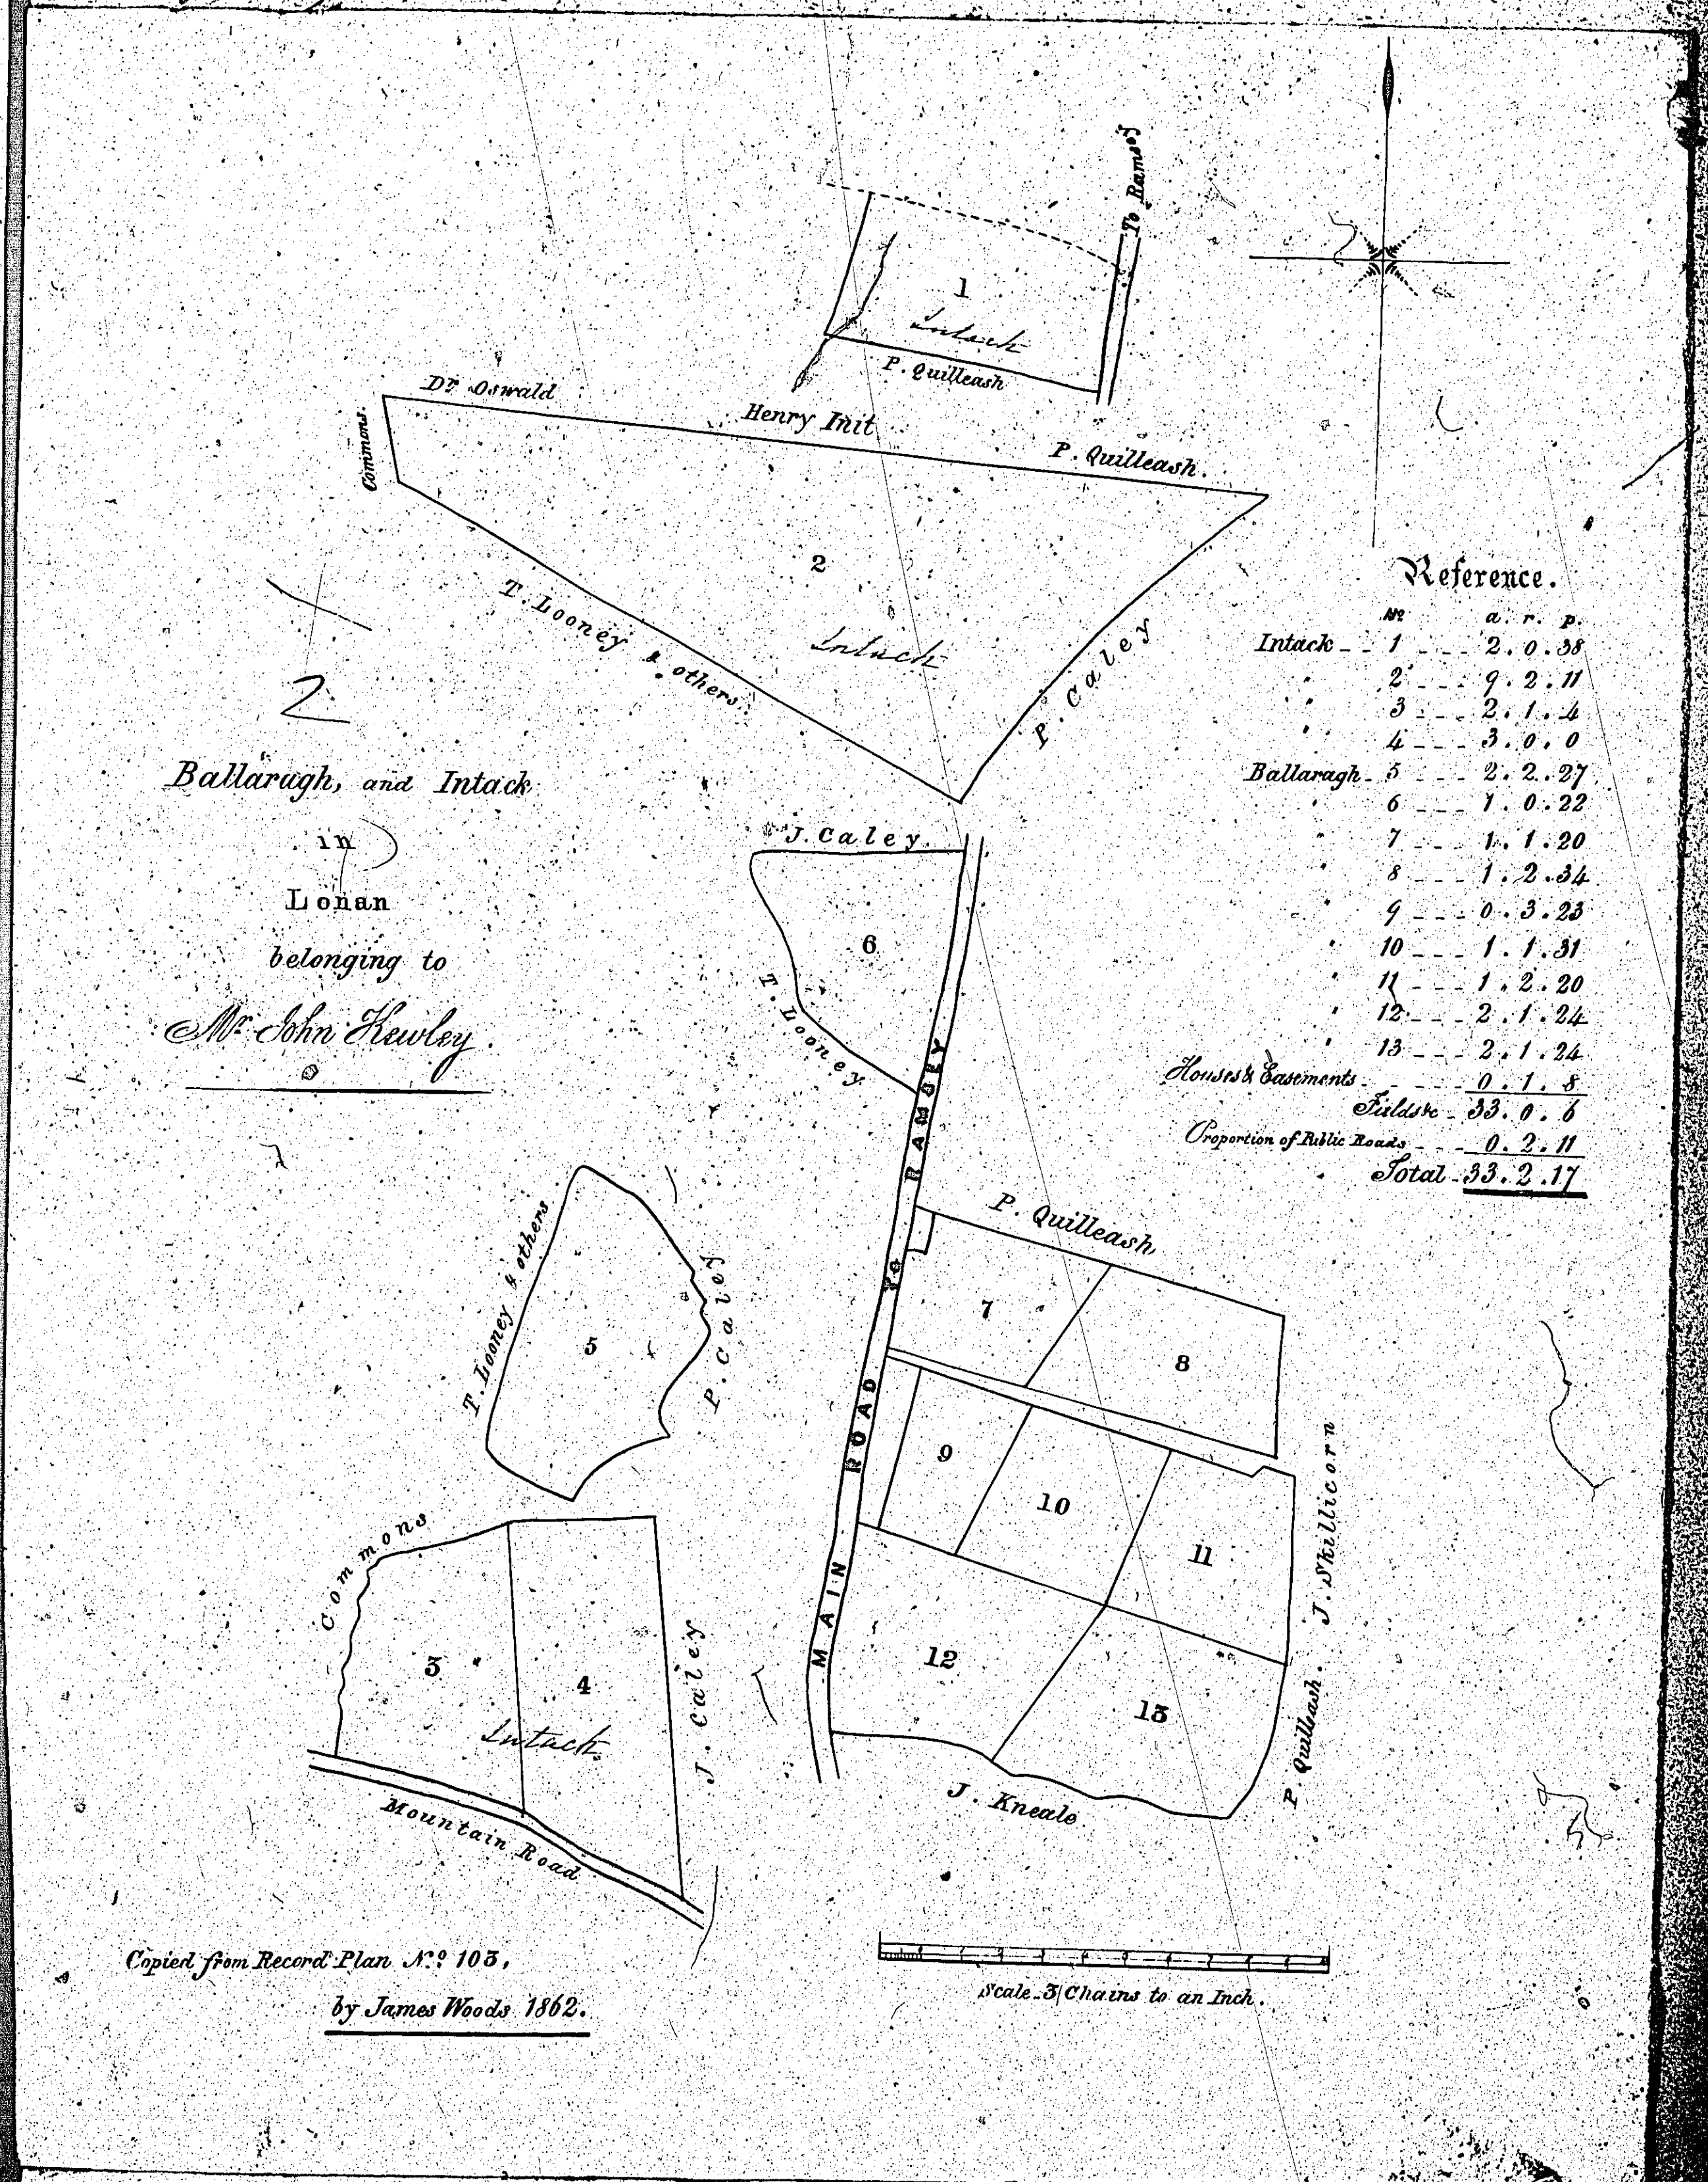 To Ramsey
1
Intack
P. Quilleash
Dr. Oswald
Henry Init
P. Quilleash.
Commons.
2
T. Looney & others.
Intack
P. Caley
2
Ballaragh, and Intack
in
Lonan
belonging to
Mr. John Kewley.
Reference.
No. a. r. p.
Intack -- 1 --- 2. 0. 38
" 2 --- 9. 2. 11
" 3 --- 2. 1. 4
" 4 --- 3. 0. 0
Ballaragh - 5 --- 2. 2. 27
" 6 --- 1. 0. 22
" 7 --- 1. 1. 20
" 8 --- 1. 2. 34
" 9 --- 0. 3. 23
" 10 --- 1. 1. 31
" 11 --- 1. 2. 20
" 12 --- 2. 1. 24
" 13 --- 2. 1. 24
Houses & Easements ---- 0. 1. 8
Fields &c - 33. 0. 6
Proportion of Public Roads --- 0. 2. 11
Total - 33. 2. 17
J. Caley.
6
T. Looney
MAIN ROAD TO RAMSEY
T. Looney & others
5
P. Caley
P. Quilleash
7
8
9
10
11
12
13
J. Skillicorn
P. Quilleash.
J. Kneale
Commons
3
4
Intack.
J. Caley
Mountain Road
Copied from Record Plan No. 103,
by James Woods 1862.
Scale - 3 Chains to an Inch.